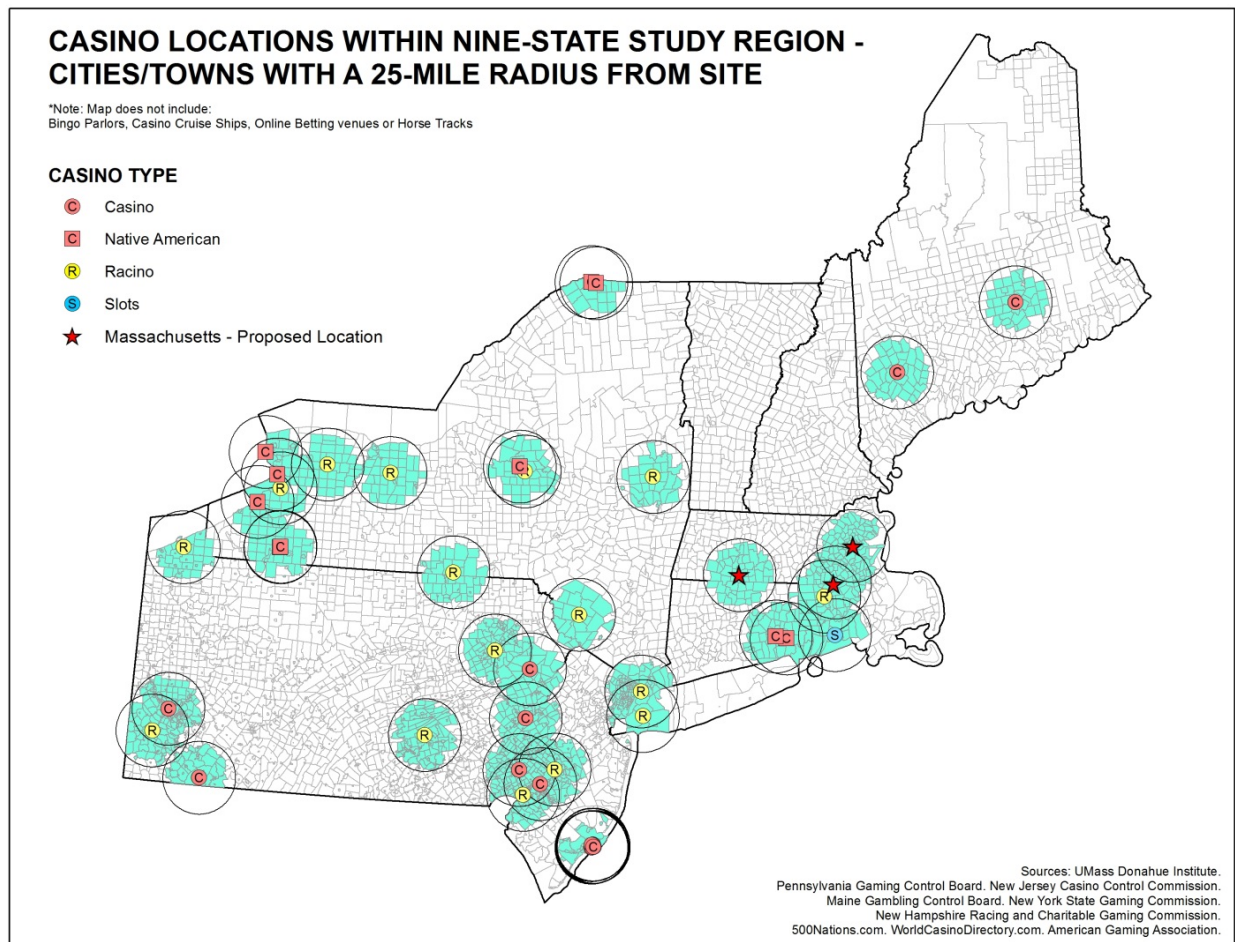 CASINO LOCATIONS WITHIN NINE-STATE STUDY REGION -
CITIES/TOWNS WITH A 25-MILE RADIUS FROM SITE
*Note: Map does not include:
Bingo Parlors, Casino Cruise Ships, Online Betting venues or Horse Tracks
CASINO TYPE
C Casino
C Native American
R Racino
S Slots
Massachusetts - Proposed Location
C
C
C
C
R
C
R
C
R
C
R
R
C
R
C
R
R
C
C
R
S
R
C
R
C
R
C
R
R
R
C
R
C
R
C
C
Sources: UMass Donahue Institute.
Pennsylvania Gaming Control Board. New Jersey Casino Control Commission.
Maine Gambling Control Board. New York State Gaming Commission.
New Hampshire Racing and Charitable Gaming Commission.
500Nations.com. WorldCasinoDirectory.com. American Gaming Association.